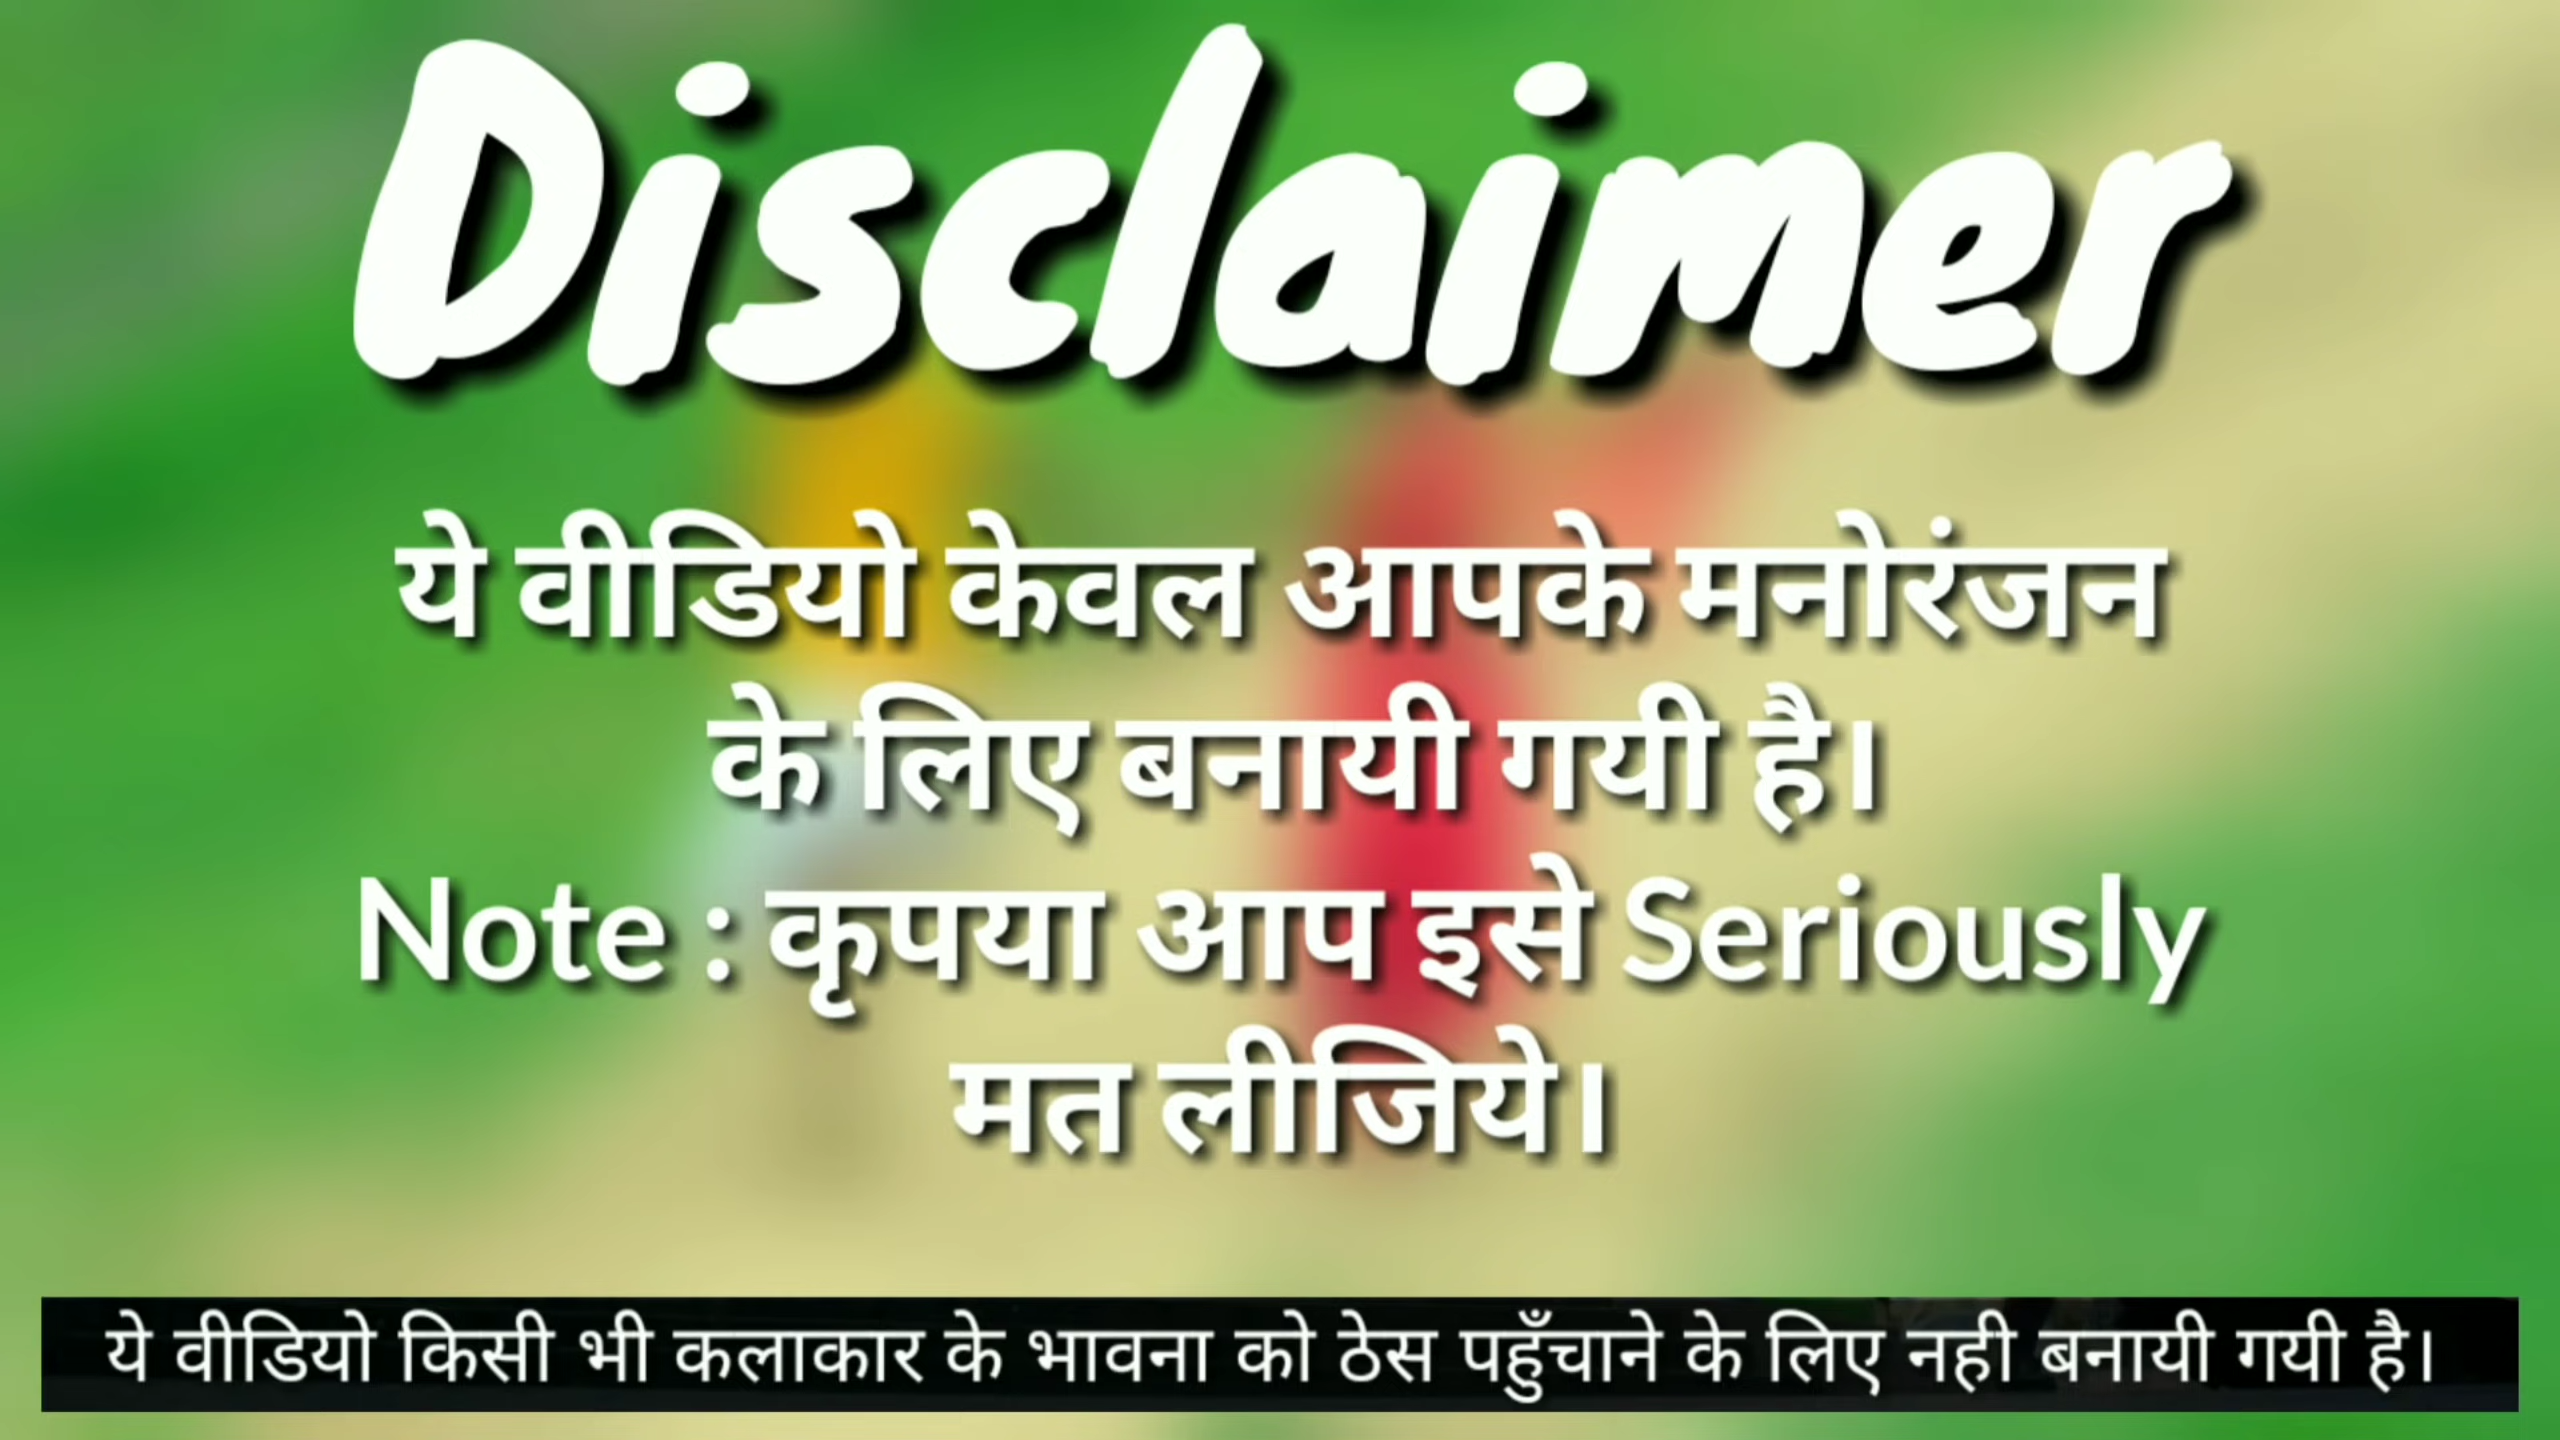 Disclaimer
ये वीडियो केवल आपके मनोरंजन
के लिए बनायी गयी है।
Note : कृपया आप इसे Seriously
मत लीजिये।
ये वीडियो किसी भी कलाकार के भावना को ठेस पहुँचाने के लिए नही बनायी गयी है।